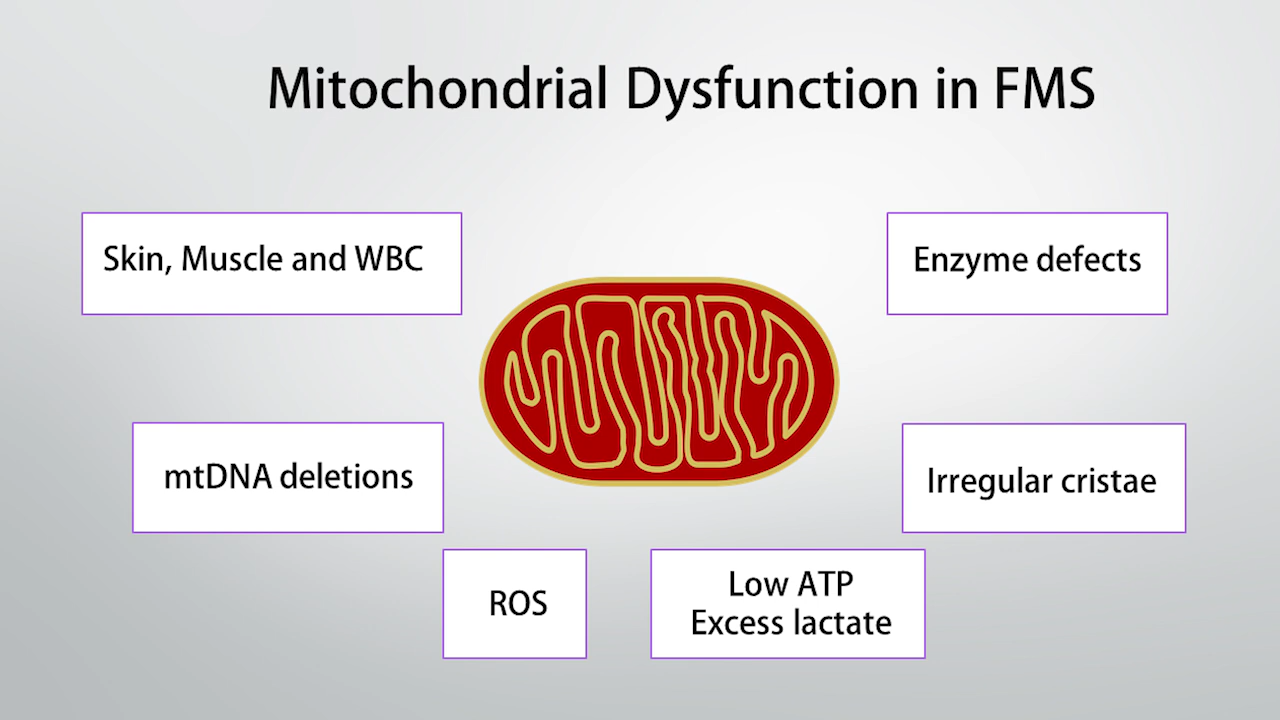 Mitochondrial Dysfunction in FMS
Skin, Muscle and WBC
Enzyme defects
mtDNA deletions
Irregular cristae
ROS
Low ATP
Excess lactate